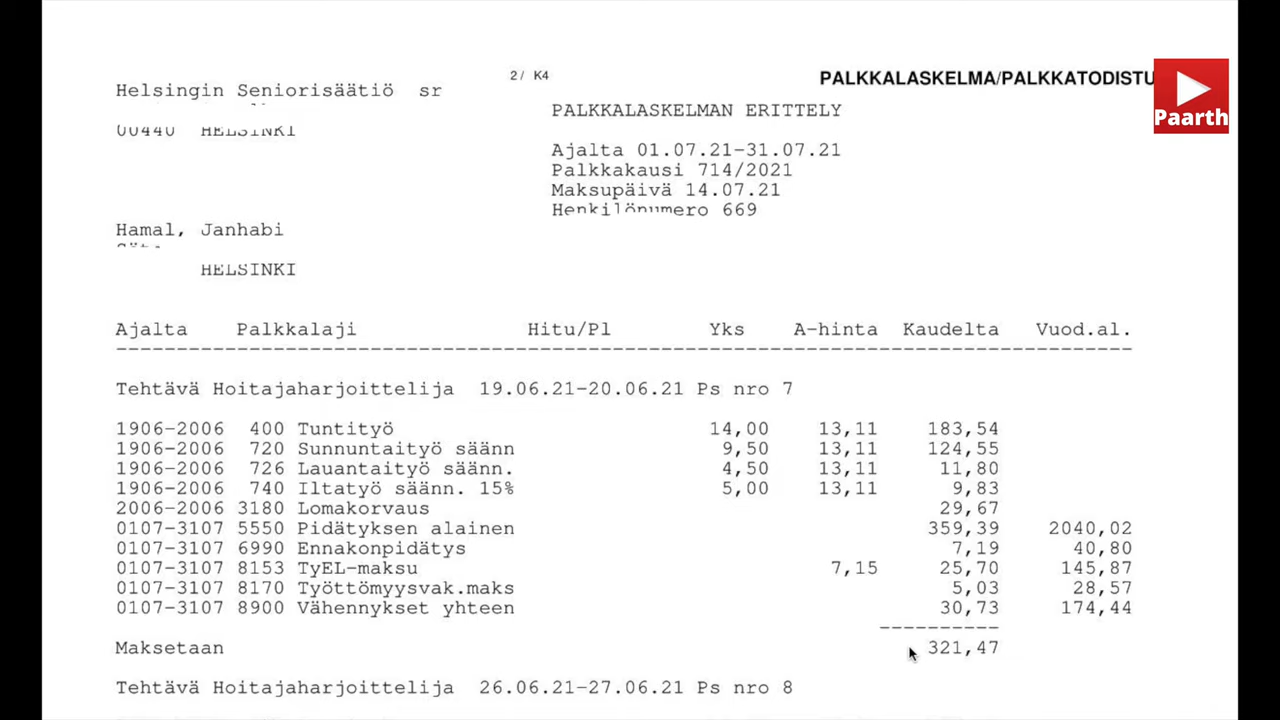 2/ K4
PALKKALASKELMA/PALKKATODISTU
Helsingin Seniorisäätiö sr
PALKKALASKELMAN ERITTELY
00440 HELSINKI
Ajalta 01.07.21-31.07.21
Palkkakausi 714/2021
Maksupäivä 14.07.21
Henkilönumero 669
Hamal, Janhabi
HELSINKI
Paarth
Ajalta Palkkalaji Hitu/Pl Yks A-hinta Kaudelta Vuod.al.
Tehtävä Hoitajaharjoittelija 19.06.21-20.06.21 Ps nro 7
1906-2006 400 Tuntityö 14,00 13,11 183,54
1906-2006 720 Sunnuntaityö säänn 9,50 13,11 124,55
1906-2006 726 Lauantaityö säänn. 4,50 13,11 11,80
1906-2006 740 Iltatyö säänn. 15% 5,00 13,11 9,83
2006-2006 3180 Lomakorvaus 29,67
0107-3107 5550 Pidätyksen alainen 359,39 2040,02
0107-3107 6990 Ennakonpidätys 7,19 40,80
0107-3107 8153 TyEL-maksu 7,15 25,70 145,87
0107-3107 8170 Työttömyysvak.maks 5,03 28,57
0107-3107 8900 Vähennykset yhteen 30,73 174,44
Maksetaan 321,47
Tehtävä Hoitajaharjoittelija 26.06.21-27.06.21 Ps nro 8